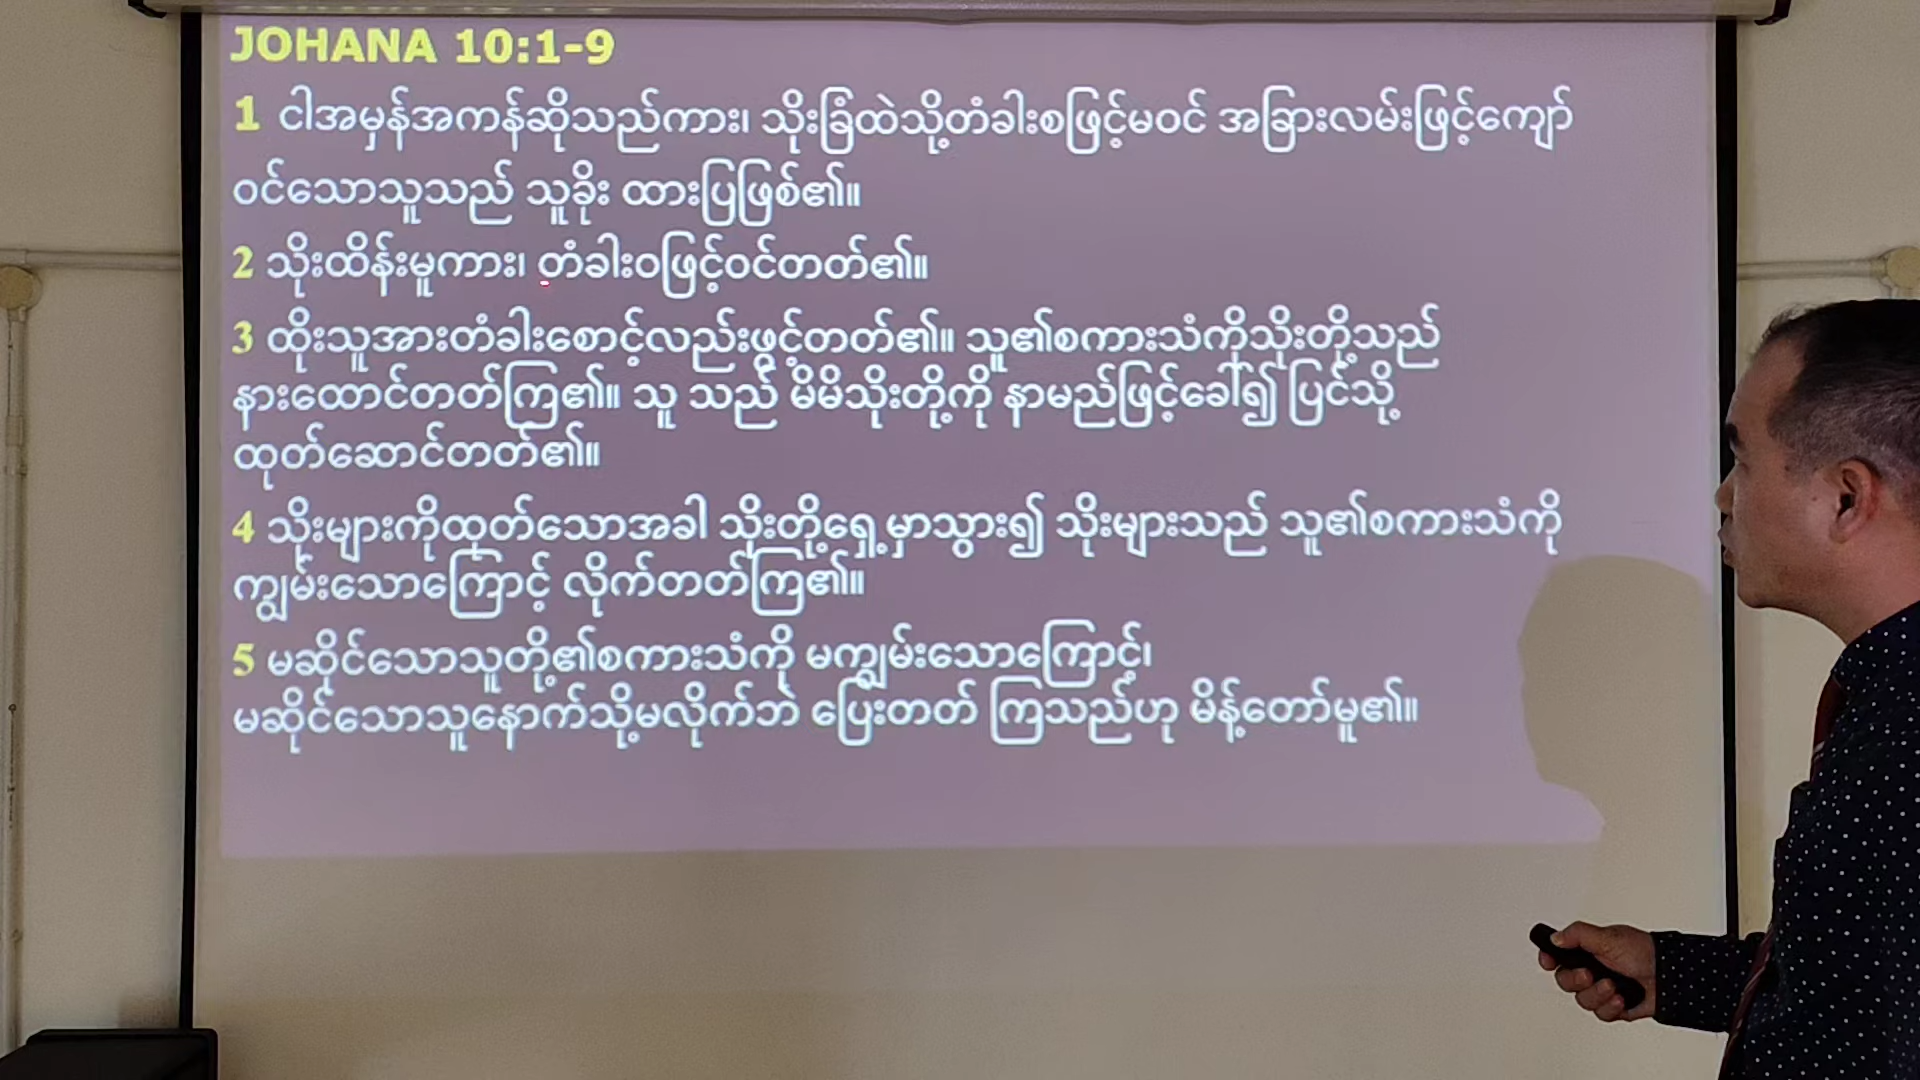 JOHANA 10:1-9
1 ငါအမှန်အကန်ဆိုသည်ကား၊ သိုးခြံထဲသို့တံခါးစဖြင့်မဝင် အခြားလမ်းဖြင့်ကျော်
ဝင်သောသူသည် သူခိုး ထားပြဖြစ်၏။
2 သိုးထိန်းမူကား၊ တံခါးဝဖြင့်ဝင်တတ်၏။
3 ထိုးသူအားတံခါးစောင့်လည်းဖွင့်တတ်၏။ သူ၏စကားသံကိုသိုးတို့သည်
နားထောင်တတ်ကြ၏။ သူ သည် မိမိသိုးတို့ကို နာမည်ဖြင့်ခေါ်၍ ပြင်သို့
ထုတ်ဆောင်တတ်၏။
4 သိုးများကိုထုတ်သောအခါ သိုးတို့ရှေ့မှာသွား၍ သိုးများသည် သူ၏စကားသံကို
ကျွမ်းသောကြောင့် လိုက်တတ်ကြ၏။
5 မဆိုင်သောသူတို့၏စကားသံကို မကျွမ်းသောကြောင့်၊
မဆိုင်သောသူနောက်သို့မလိုက်ဘဲ ပြေးတတ် ကြသည်ဟု မိန့်တော်မူ၏။